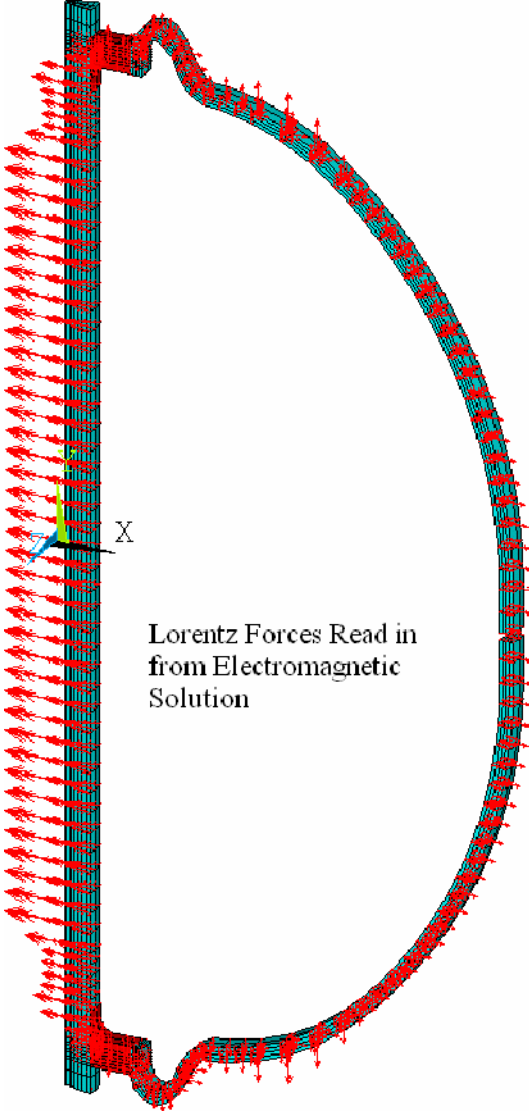 Y
X
Z
Lorentz Forces Read in
from Electromagnetic
Solution